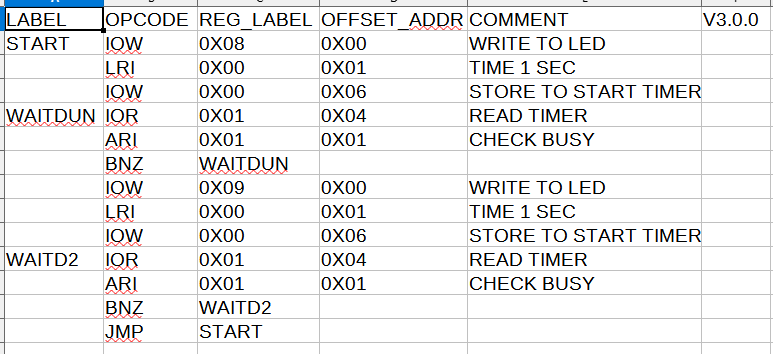 LABEL OPCODE REG_LABEL OFFSET_ADDR COMMENT V3.0.0
START IOW 0X08 0X00 WRITE TO LED
LRI 0X00 0X01 TIME 1 SEC
IOW 0X00 0X06 STORE TO START TIMER
WAITDUN IOR 0X01 0X04 READ TIMER
ARI 0X01 0X01 CHECK BUSY
BNZ WAITDUN
IOW 0X09 0X00 WRITE TO LED
LRI 0X00 0X01 TIME 1 SEC
IOW 0X00 0X06 STORE TO START TIMER
WAITD2 IOR 0X01 0X04 READ TIMER
ARI 0X01 0X01 CHECK BUSY
BNZ WAITD2
JMP START